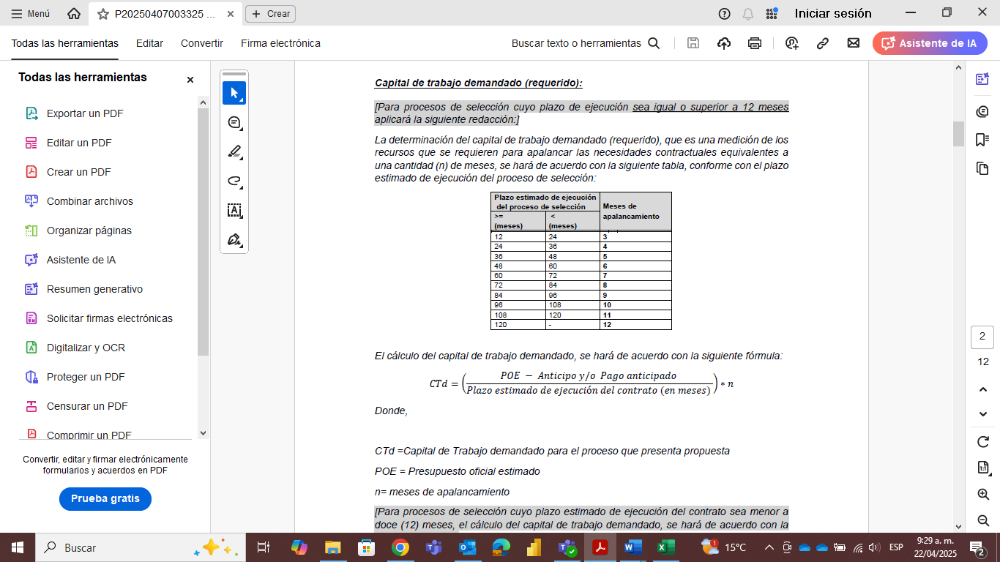 Menú
P20250407003325 ...
Crear
Iniciar sesión
Todas las herramientas
Editar
Convertir
Firma electrónica
Buscar texto o herramientas
Asistente de IA
Todas las herramientas
Exportar un PDF
Editar un PDF
Crear un PDF
Combinar archivos
Organizar páginas
Asistente de IA
Resumen generativo
Solicitar firmas electrónicas
Digitalizar y OCR
Proteger un PDF
Censurar un PDF
Comprimir un PDF
Convertir, editar y firmar electrónicamente
formularios y acuerdos en PDF
Prueba gratis
Capital de trabajo demandado (requerido):
[Para procesos de selección cuyo plazo de ejecución sea igual o superior a 12 meses
aplicará la siguiente redacción:]
La determinación del capital de trabajo demandado (requerido), que es una medición de los
recursos que se requieren para apalancar las necesidades contractuales equivalentes a
una cantidad (n) de meses, se hará de acuerdo con la siguiente tabla, conforme con el plazo
estimado de ejecución del proceso de selección:
Plazo estimado de ejecución
del proceso de selección
Meses de
apalancamiento
>=
(meses)
<
(meses)
12 24 3
24 36 4
36 48 5
48 60 6
60 72 7
72 84 8
84 96 9
96 108 10
108 120 11
120 - 12
El cálculo del capital de trabajo demandado, se hará de acuerdo con la siguiente fórmula:
CTd = (POE − Anticipo y/o Pago anticipado / Plazo estimado de ejecución del contrato (en meses)) * n
Donde,
CTd =Capital de Trabajo demandado para el proceso que presenta propuesta
POE = Presupuesto oficial estimado
n= meses de apalancamiento
[Para procesos de selección cuyo plazo estimado de ejecución del contrato sea menor a
doce (12) meses, el cálculo del capital de trabajo demandado, se hará de acuerdo con la
2
12
1:1
Buscar
15°C
ESP
9:29 a. m.
22/04/2025
2